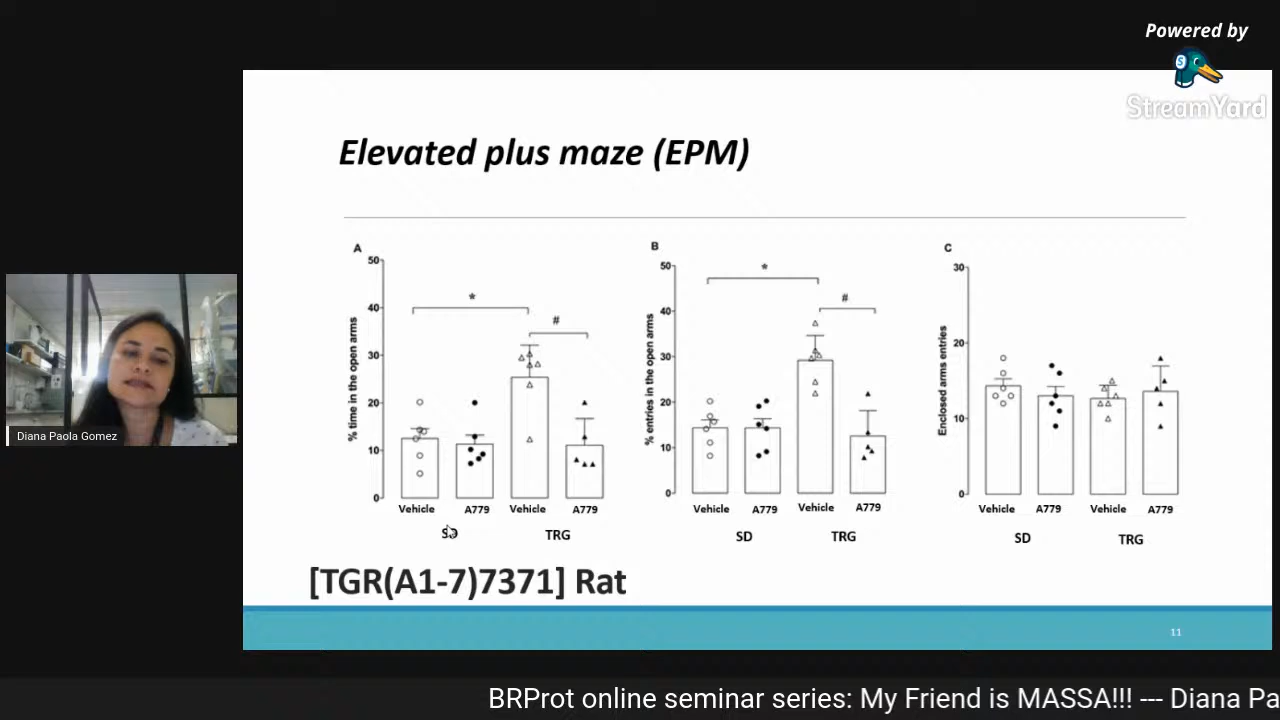 Powered by
StreamYard
Elevated plus maze (EPM)
A
B
C
% time in the open arms
50
40
30
20
10
0
*
#
Vehicle A779 Vehicle A779
SD TRG
% entries in the open arms
50
40
30
20
10
0
*
#
Vehicle A779 Vehicle A779
SD TRG
Enclosed arms entries
30
20
10
0
Vehicle A779 Vehicle A779
SD TRG
[TGR(A1-7)7371] Rat
11
Diana Paola Gomez
BRProt online seminar series: My Friend is MASSA!!! --- Diana Pa